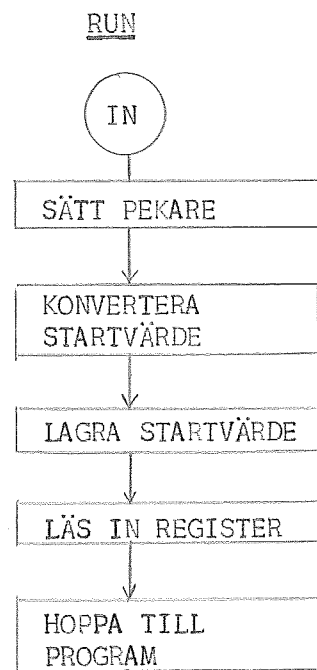 RUN
IN
SÄTT PEKARE
KONVERTERA
STARTVÄRDE
LAGRA STARTVÄRDE
LÄS IN REGISTER
HOPPA TILL
PROGRAM